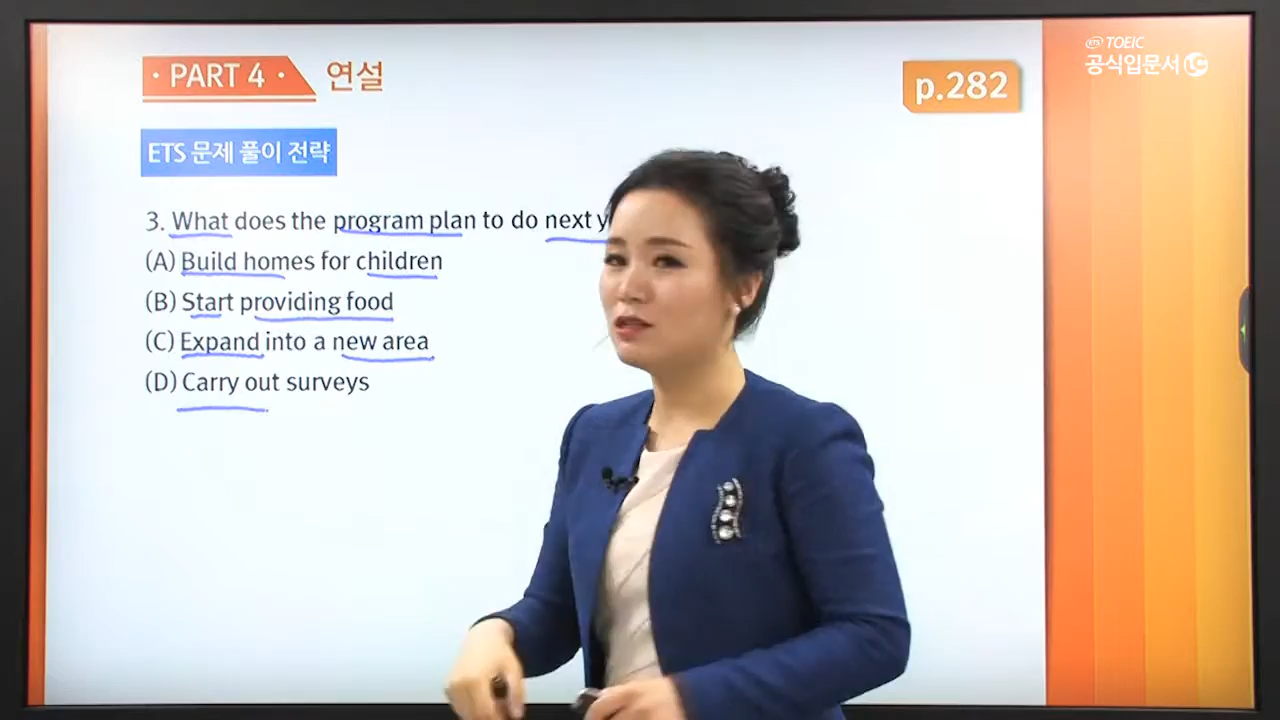 · PART 4 · 연설
ETS TOEIC
공식입문서 LC
p.282
ETS 문제 풀이 전략
3. What does the program plan to do next y
(A) Build homes for children
(B) Start providing food
(C) Expand into a new area
(D) Carry out surveys